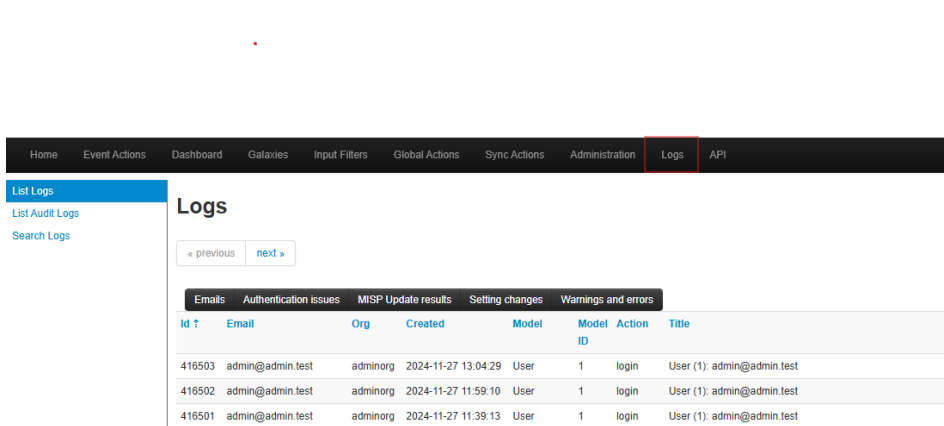 Home Event Actions Dashboard Galaxies Input Filters Global Actions Sync Actions Administration Logs API
List Logs
List Audit Logs
Search Logs
Logs
« previous next »
Emails Authentication issues MISP Update results Setting changes Warnings and errors
Id ↑ Email Org Created Model Model ID Action Title
416503 admin@admin.test adminorg 2024-11-27 13:04:29 User 1 login User (1): admin@admin.test
416502 admin@admin.test adminorg 2024-11-27 11:59:10 User 1 login User (1): admin@admin.test
416501 admin@admin.test adminorg 2024-11-27 11:39:13 User 1 login User (1): admin@admin.test